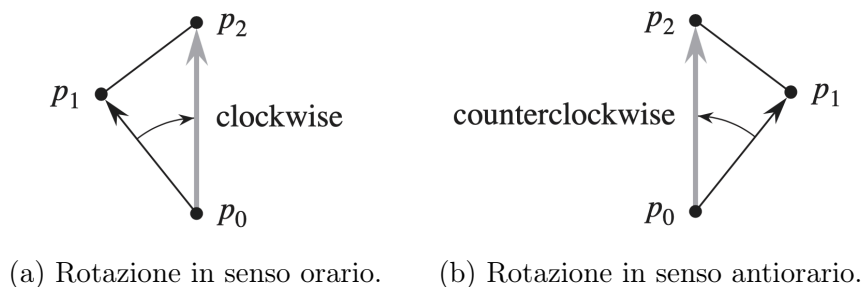 p2
p1
clockwise
p0
(a) Rotazione in senso orario.
p2
p1
counterclockwise
p0
(b) Rotazione in senso antiorario.